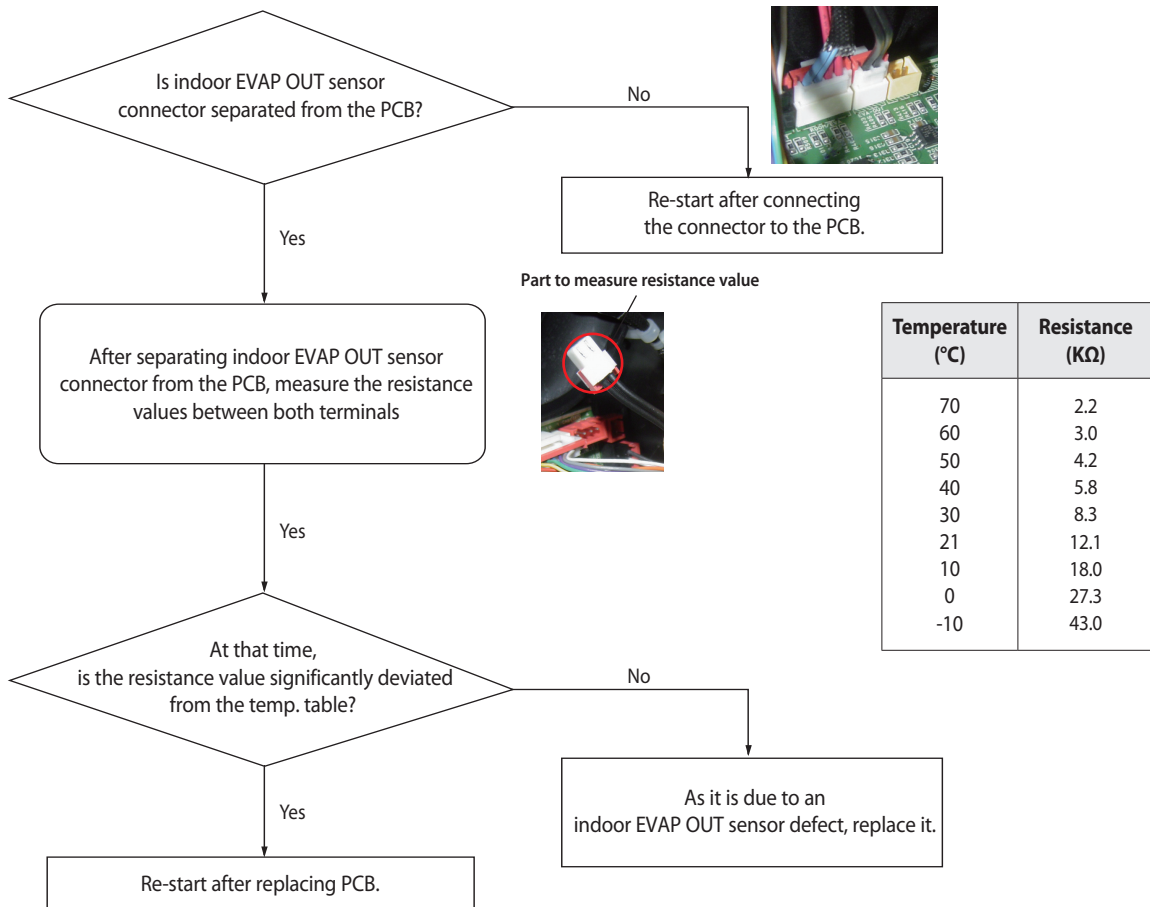 Is indoor EVAP OUT sensor
connector separated from the PCB?
No
Re-start after connecting
the connector to the PCB.
Yes
Part to measure resistance value
After separating indoor EVAP OUT sensor
connector from the PCB, measure the resistance
values between both terminals
Temperature Resistance
(°C) (KΩ)
70 2.2
60 3.0
50 4.2
40 5.8
30 8.3
21 12.1
10 18.0
0 27.3
-10 43.0
Yes
At that time,
is the resistance value significantly deviated
from the temp. table?
No
As it is due to an
indoor EVAP OUT sensor defect, replace it.
Yes
Re-start after replacing PCB.